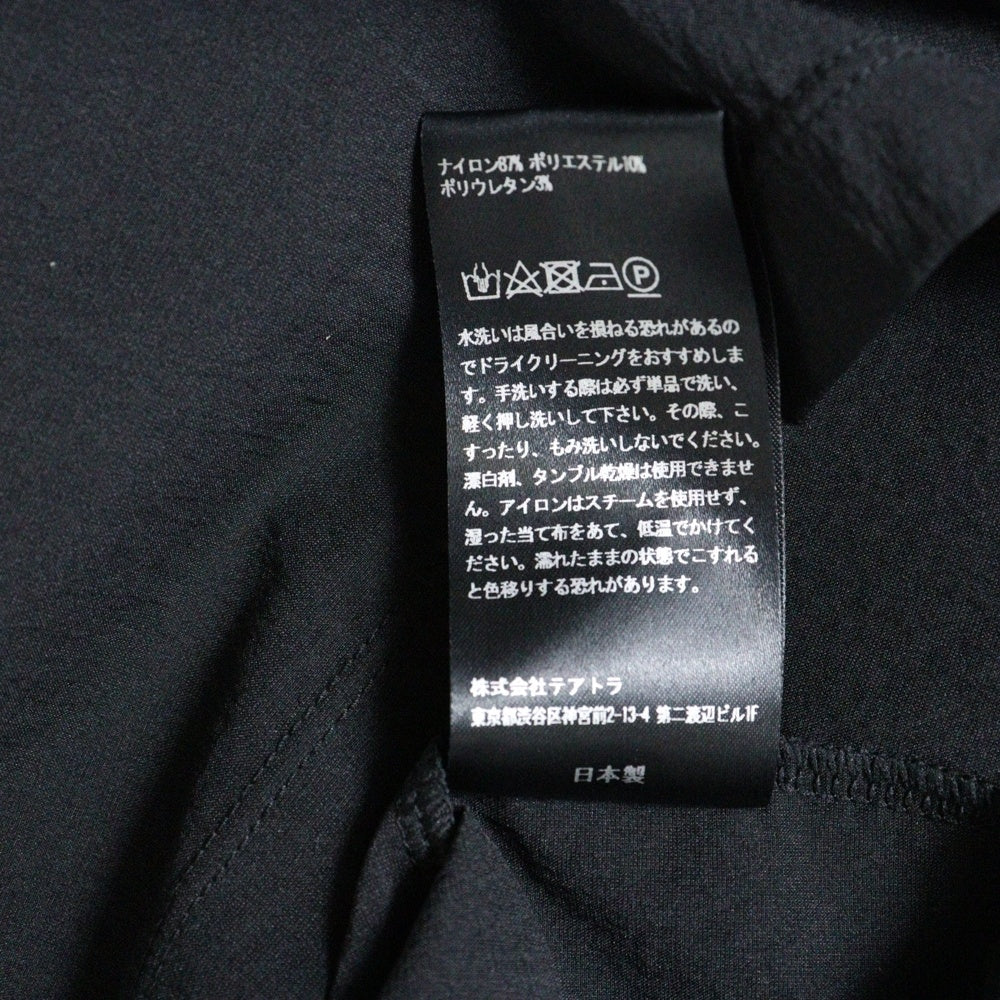 ナイロン87% ポリエステル10%
ポリウレタン3%
P
水洗いは風合いを損ねる恐れがあるの
でドライクリーニングをおすすめしま
す。手洗いする際は必ず単品で洗い、
軽く押し洗いして下さい。その際、こ
すったり、もみ洗いしないでください。
漂白剤、タンブル乾燥は使用できませ
ん。アイロンはスチームを使用せず、
湿った当て布をあて、低温でかけてく
ださい。濡れたままの状態でこすれる
と色移りする恐れがあります。
株式会社テアトラ
東京都渋谷区神宮前2-13-4 第二渡辺ビル1F
日本製